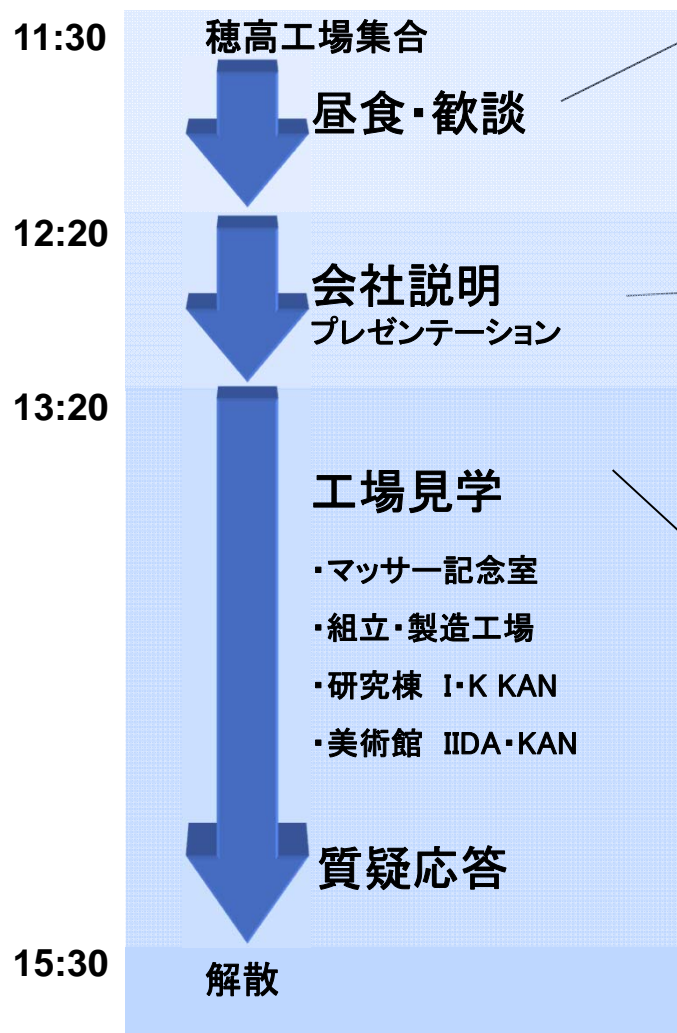 11:30 穂高工場集合
昼食・歓談
12:20
会社説明
プレゼンテーション
13:20
工場見学
・マッサー記念室
・組立・製造工場
・研究棟 I・K KAN
・美術館 IIDA・KAN
質疑応答
15:30 解散